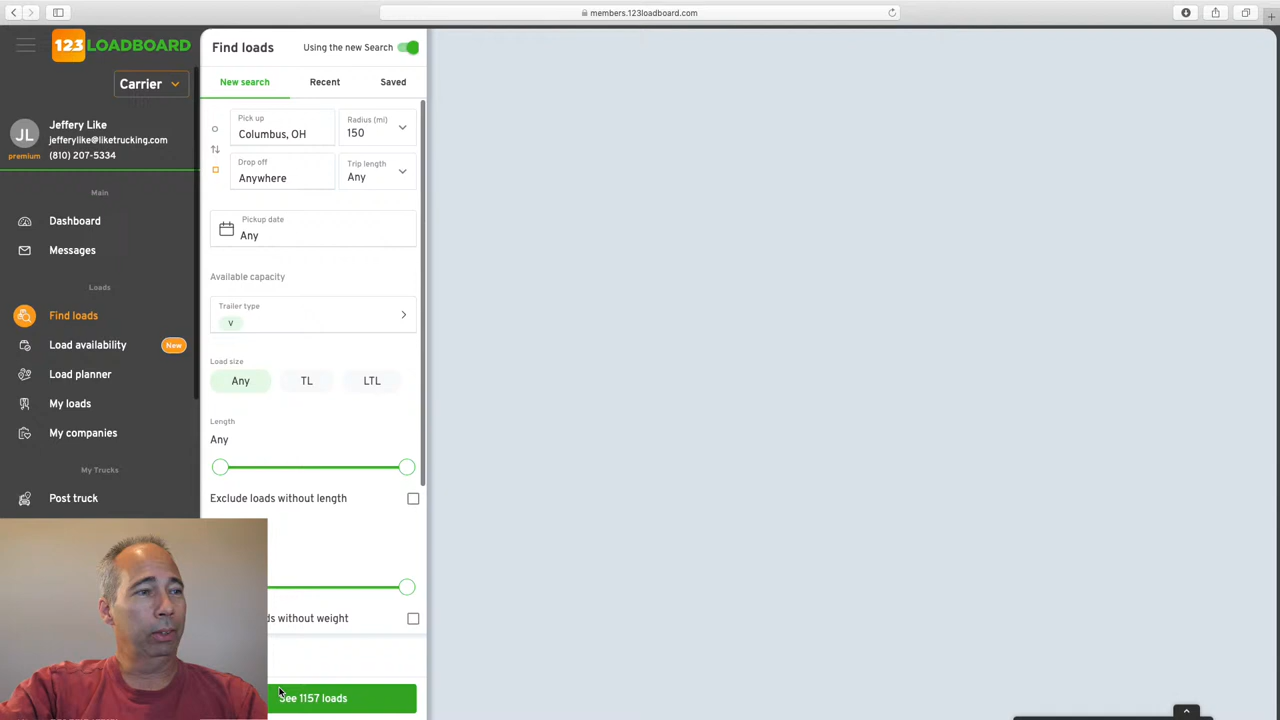 members.123loadboard.com
123LOADBOARD
Carrier
JL
premium
Jeffery Like
jefferylike@liketrucking.com
(810) 207-5334
Main
Dashboard
Messages
Loads
Find loads
Load availability New
Load planner
My loads
My companies
My Trucks
Post truck
Find loads
Using the new Search
New search Recent Saved
Pick up
Columbus, OH
Radius (mi)
150
Drop off
Anywhere
Trip length
Any
Pickup date
Any
Available capacity
Trailer type
V
Load size
Any TL LTL
Length
Any
Exclude loads without length
without weight
See 1157 loads